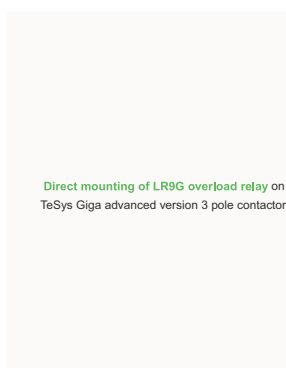 Direct mounting of LR9G overload relay on
TeSys Giga advanced version 3 pole contactor